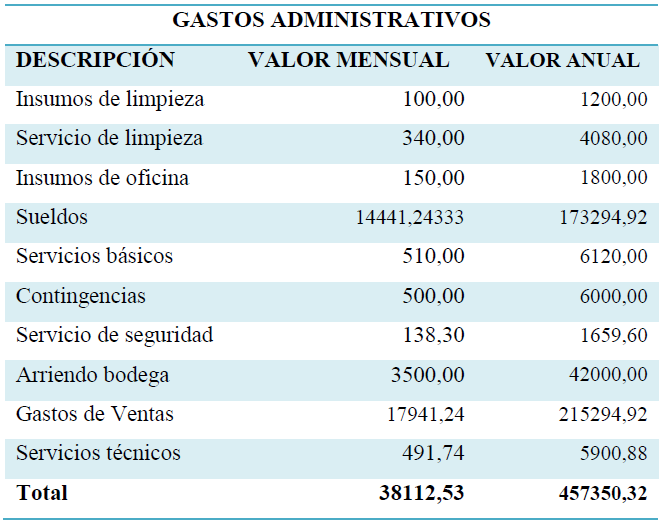 GASTOS ADMINISTRATIVOS
DESCRIPCIÓN VALOR MENSUAL VALOR ANUAL
Insumos de limpieza 100,00 1200,00
Servicio de limpieza 340,00 4080,00
Insumos de oficina 150,00 1800,00
Sueldos 14441,24333 173294,92
Servicios básicos 510,00 6120,00
Contingencias 500,00 6000,00
Servicio de seguridad 138,30 1659,60
Arriendo bodega 3500,00 42000,00
Gastos de Ventas 17941,24 215294,92
Servicios técnicos 491,74 5900,88
Total 38112,53 457350,32